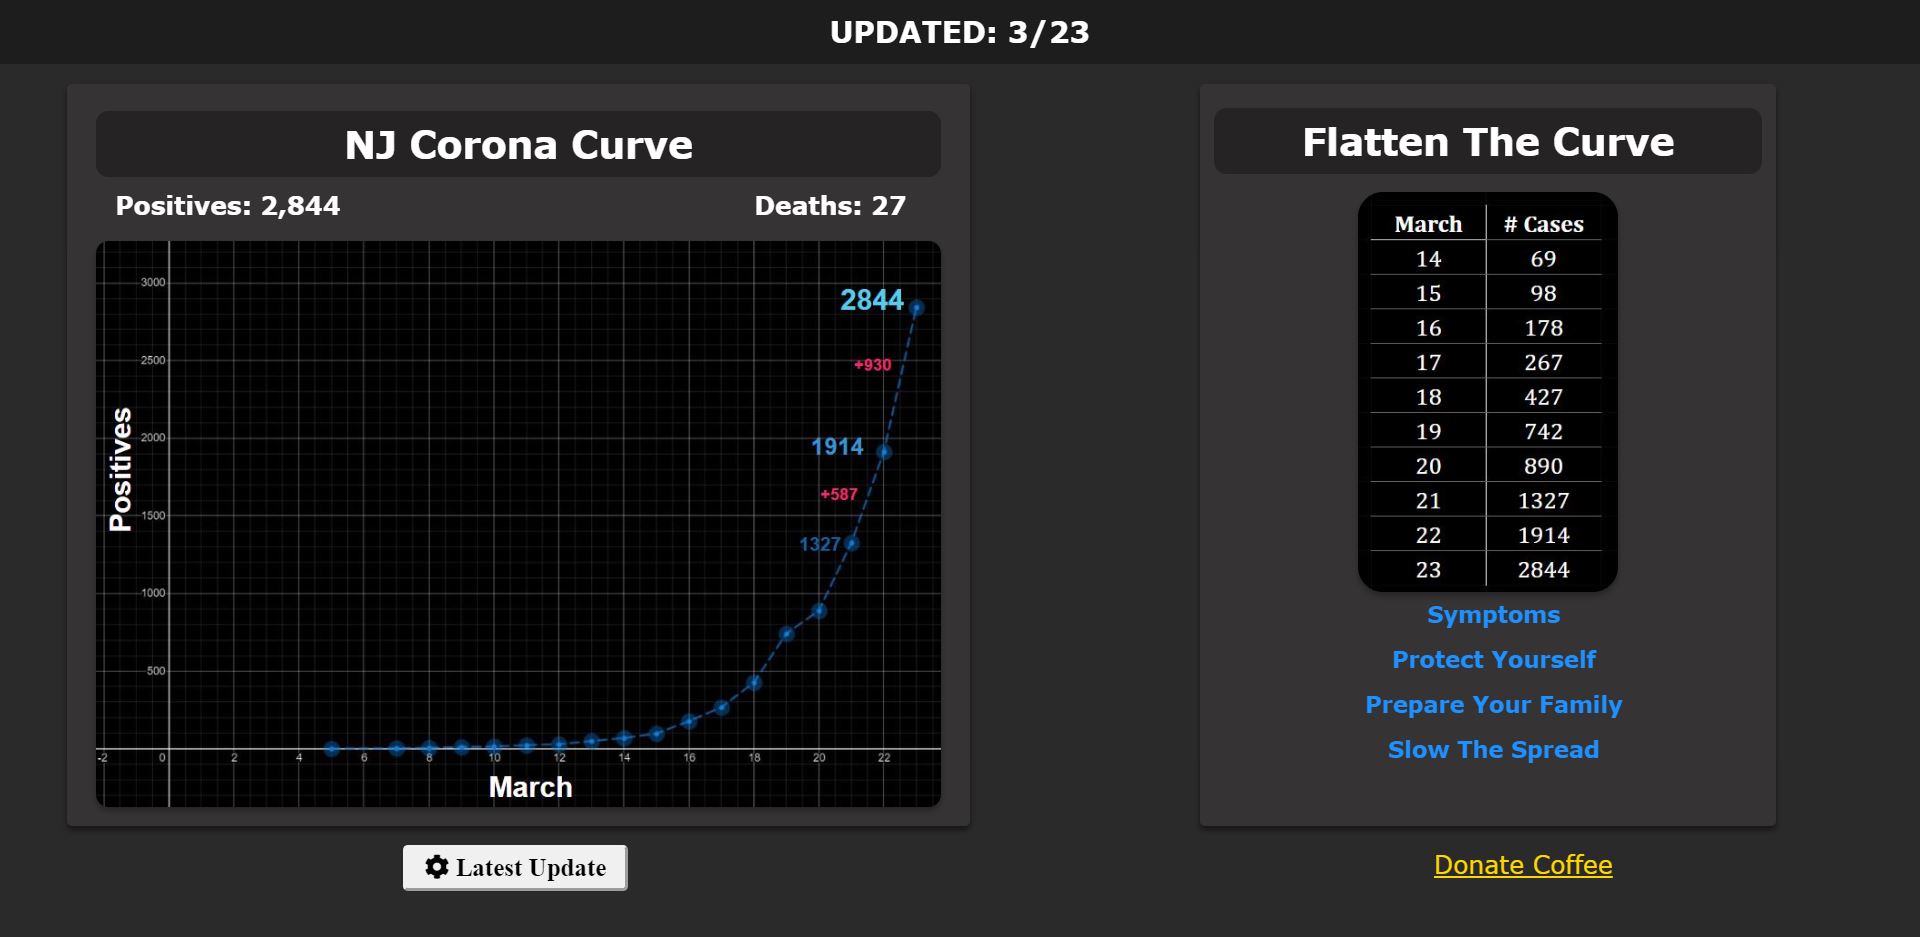 UPDATED: 3/23
NJ Corona Curve
Positives: 2,844 Deaths: 27
3000
2844
+930
2500
Positives
2000
1914
+587
1500
1327
1000
500
-2 0 2 4 6 8 10 12 14 16 18 20 22
March
Latest Update
Flatten The Curve
March # Cases
14 69
15 98
16 178
17 267
18 427
19 742
20 890
21 1327
22 1914
23 2844
Symptoms
Protect Yourself
Prepare Your Family
Slow The Spread
Donate Coffee